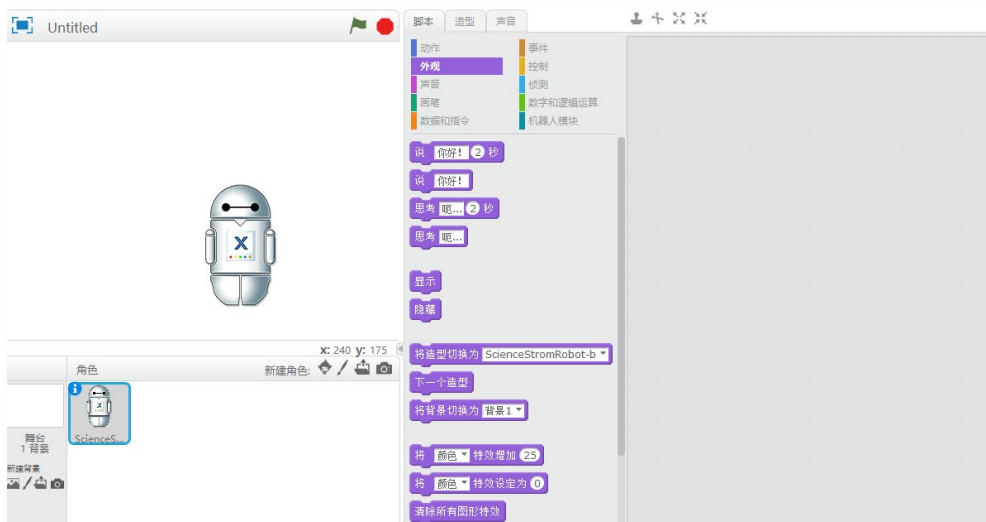 Untitled
脚本 造型 声音
动作 事件
外观 控制
声音 侦测
画笔 数字和逻辑运算
数据和指令 机器人模块
说 你好! 2 秒
说 你好!
思考 呃... 2 秒
思考 呃...
显示
隐藏
将造型切换为 ScienceStromRobot-b
下一个造型
将背景切换为 背景1
将 颜色 特效增加 25
将 颜色 特效设定为 0
清除所有图形特效
X
x: 240 y: 175
角色 新建角色:
ScienceS...
舞台
1 背景
新建背景